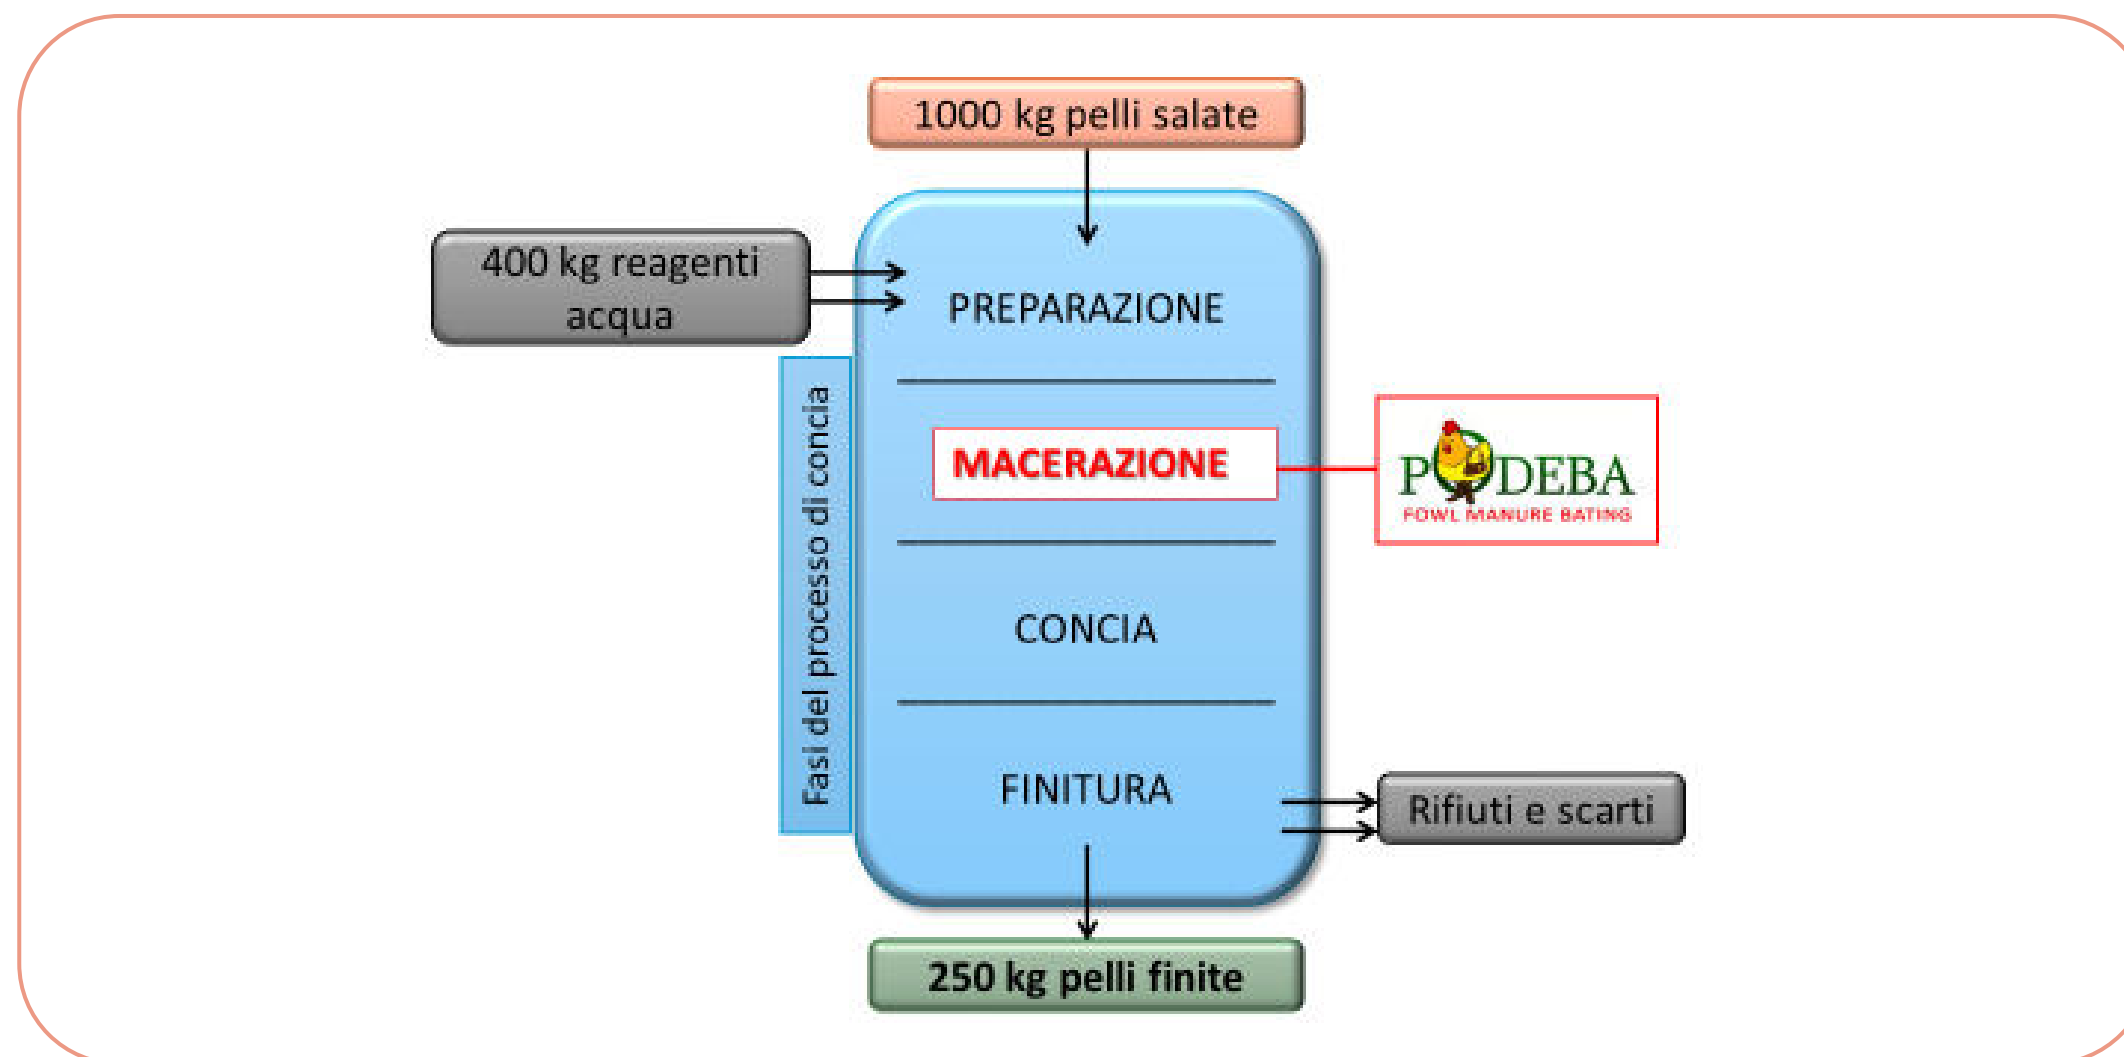 1000 kg pelli salate
400 kg reagenti
acqua
PREPARAZIONE
Fasi del processo di concia
MACERAZIONE
PODEBA
FOWL MANURE BATING
CONCIA
FINITURA
Rifiuti e scarti
250 kg pelli finite